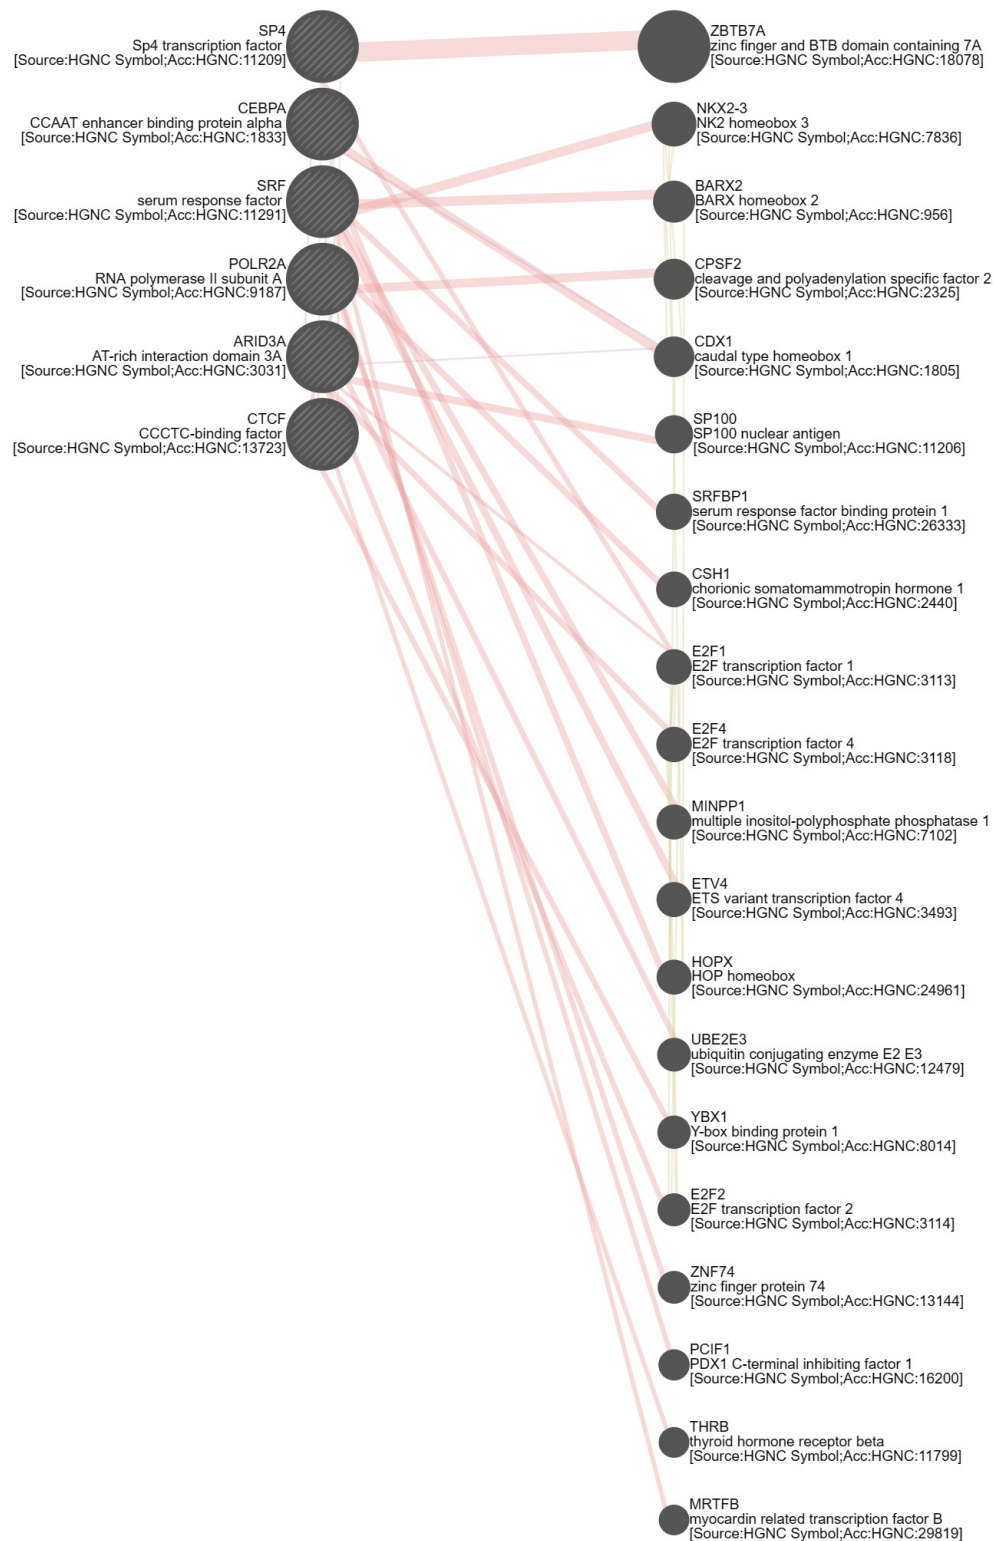 SP4
Sp4 transcription factor
[Source:HGNC Symbol;Acc:HGNC:11209]
CEBPA
CCAAT enhancer binding protein alpha
[Source:HGNC Symbol;Acc:HGNC:1833]
SRF
serum response factor
[Source:HGNC Symbol;Acc:HGNC:11291]
POLR2A
RNA polymerase II subunit A
[Source:HGNC Symbol;Acc:HGNC:9187]
ARID3A
AT-rich interaction domain 3A
[Source:HGNC Symbol;Acc:HGNC:3031]
CTCF
CCCTC-binding factor
[Source:HGNC Symbol;Acc:HGNC:13723]
ZBTB7A
zinc finger and BTB domain containing 7A
[Source:HGNC Symbol;Acc:HGNC:18078]
NKX2-3
NK2 homeobox 3
[Source:HGNC Symbol;Acc:HGNC:7836]
BARX2
BARX homeobox 2
[Source:HGNC Symbol;Acc:HGNC:956]
CPSF2
cleavage and polyadenylation specific factor 2
[Source:HGNC Symbol;Acc:HGNC:2325]
CDX1
caudal type homeobox 1
[Source:HGNC Symbol;Acc:HGNC:1805]
SP100
SP100 nuclear antigen
[Source:HGNC Symbol;Acc:HGNC:11206]
SRFBP1
serum response factor binding protein 1
[Source:HGNC Symbol;Acc:HGNC:26333]
CSH1
chorionic somatomammotropin hormone 1
[Source:HGNC Symbol;Acc:HGNC:2440]
E2F1
E2F transcription factor 1
[Source:HGNC Symbol;Acc:HGNC:3113]
E2F4
E2F transcription factor 4
[Source:HGNC Symbol;Acc:HGNC:3118]
MINPP1
multiple inositol-polyphosphate phosphatase 1
[Source:HGNC Symbol;Acc:HGNC:7102]
ETV4
ETS variant transcription factor 4
[Source:HGNC Symbol;Acc:HGNC:3493]
HOPX
HOP homeobox
[Source:HGNC Symbol;Acc:HGNC:24961]
UBE2E3
ubiquitin conjugating enzyme E2 E3
[Source:HGNC Symbol;Acc:HGNC:12479]
YBX1
Y-box binding protein 1
[Source:HGNC Symbol;Acc:HGNC:8014]
E2F2
E2F transcription factor 2
[Source:HGNC Symbol;Acc:HGNC:3114]
ZNF74
zinc finger protein 74
[Source:HGNC Symbol;Acc:HGNC:13144]
PCIF1
PDX1 C-terminal inhibiting factor 1
[Source:HGNC Symbol;Acc:HGNC:16200]
THRB
thyroid hormone receptor beta
[Source:HGNC Symbol;Acc:HGNC:11799]
MRTFB
myocardin related transcription factor B
[Source:HGNC Symbol;Acc:HGNC:29819]